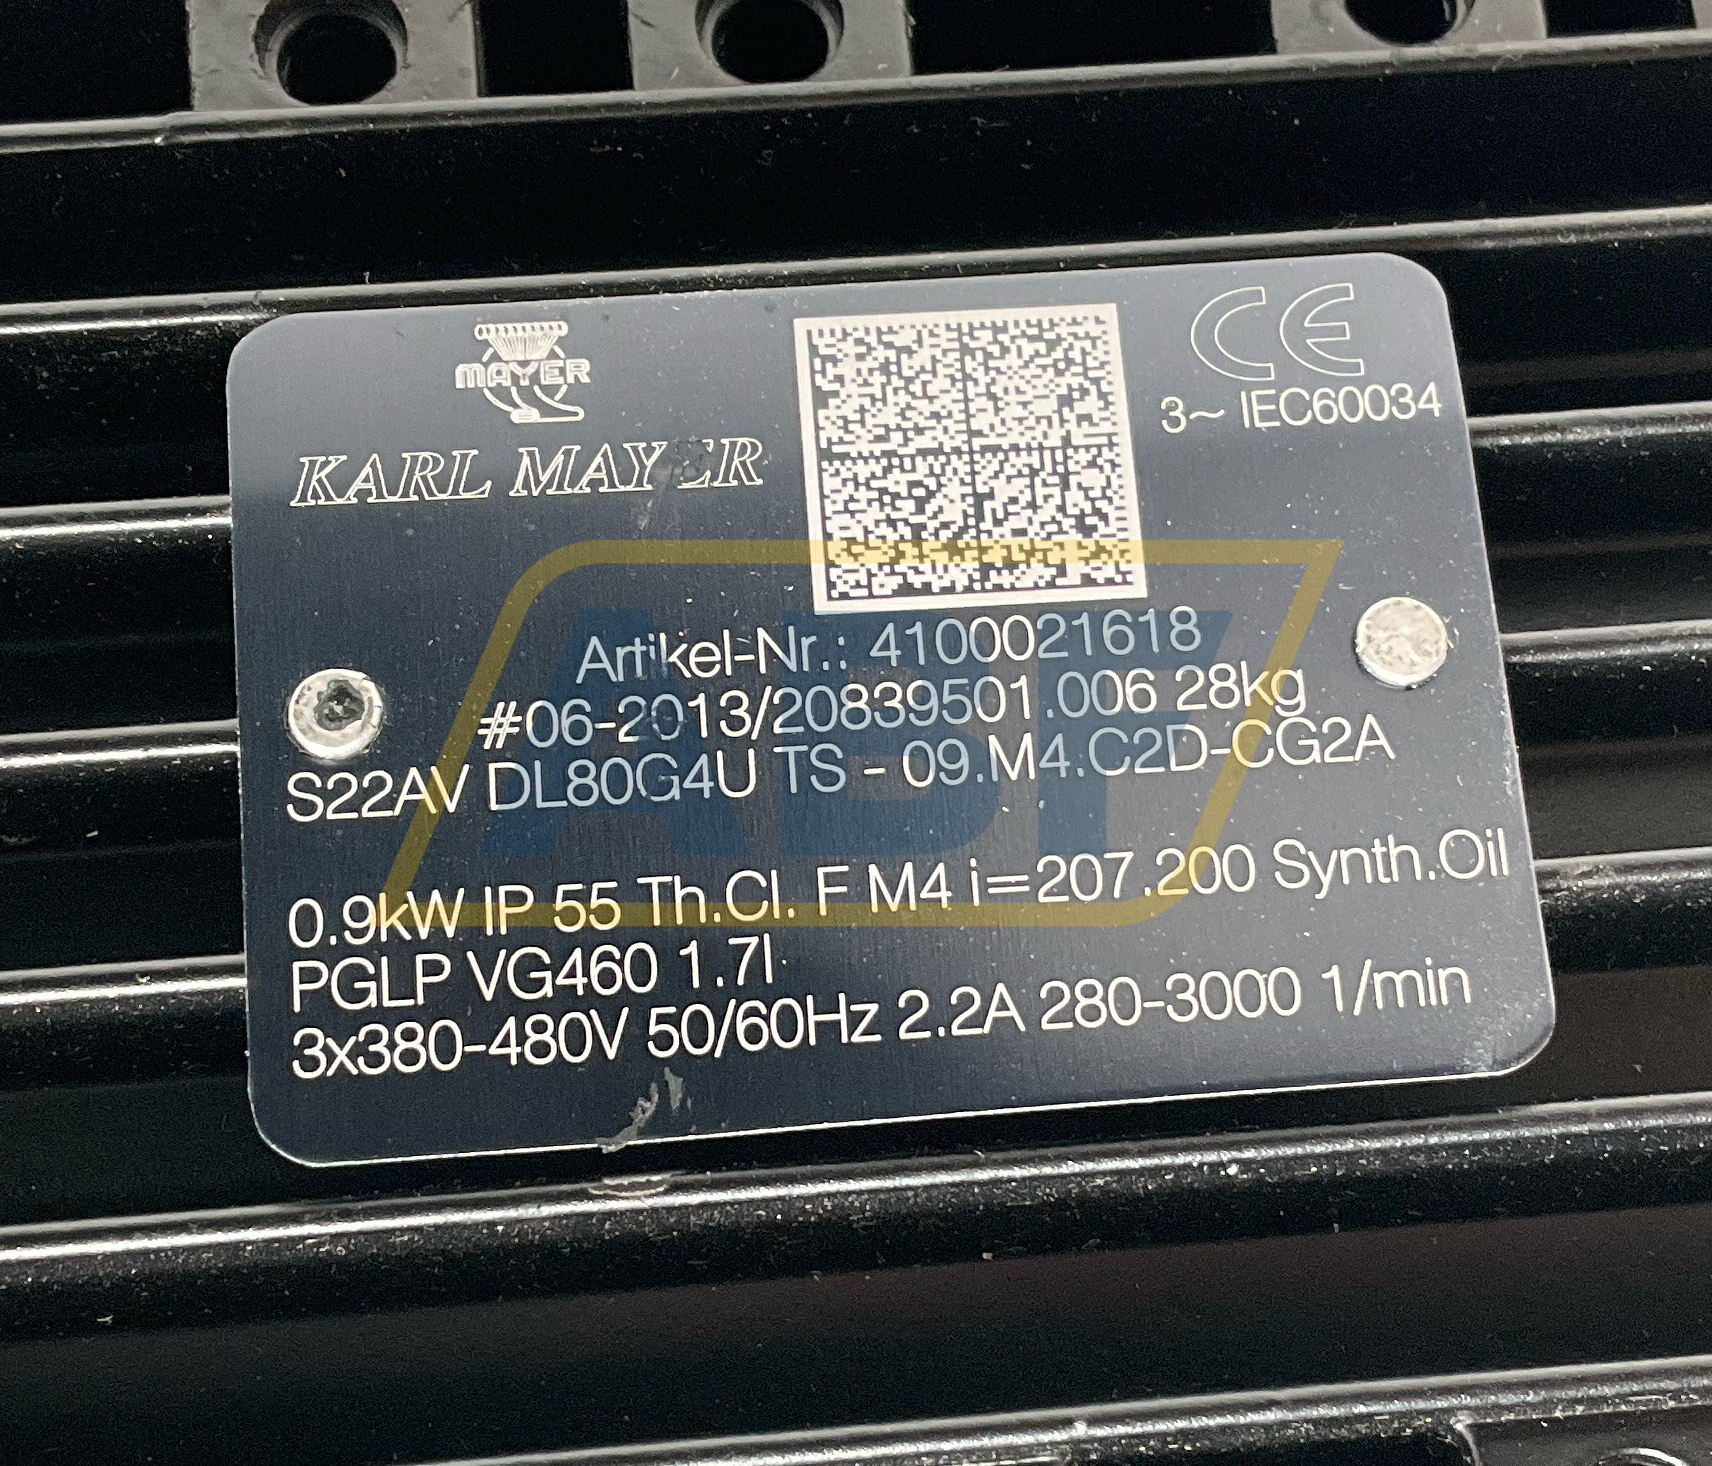 MAYER
KARL MAYER
CE
3~ IEC60034
Artikel-Nr.: 4100021618
#06-2013/20839501.006 28kg
S22AV DL80G4U TS - 09.M4.C2D-CG2A
0.9kW IP 55 Th.Cl. F M4 i=207.200 Synth.Oil
PGLP VG460 1.7l
3x380-480V 50/60Hz 2.2A 280-3000 1/min
ABF